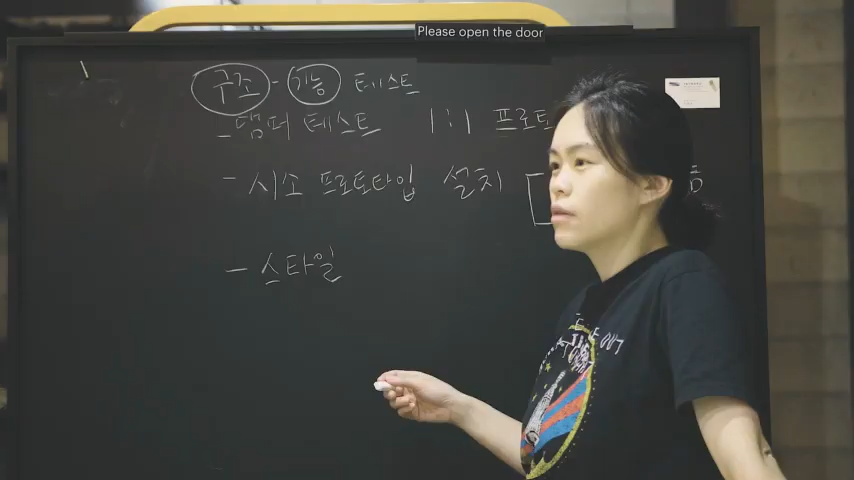 Please open the door
구조 - 기능 테스트
- 댐퍼 테스트 1:1 프로토
- 시소 프로토타입 설치
- 스타일